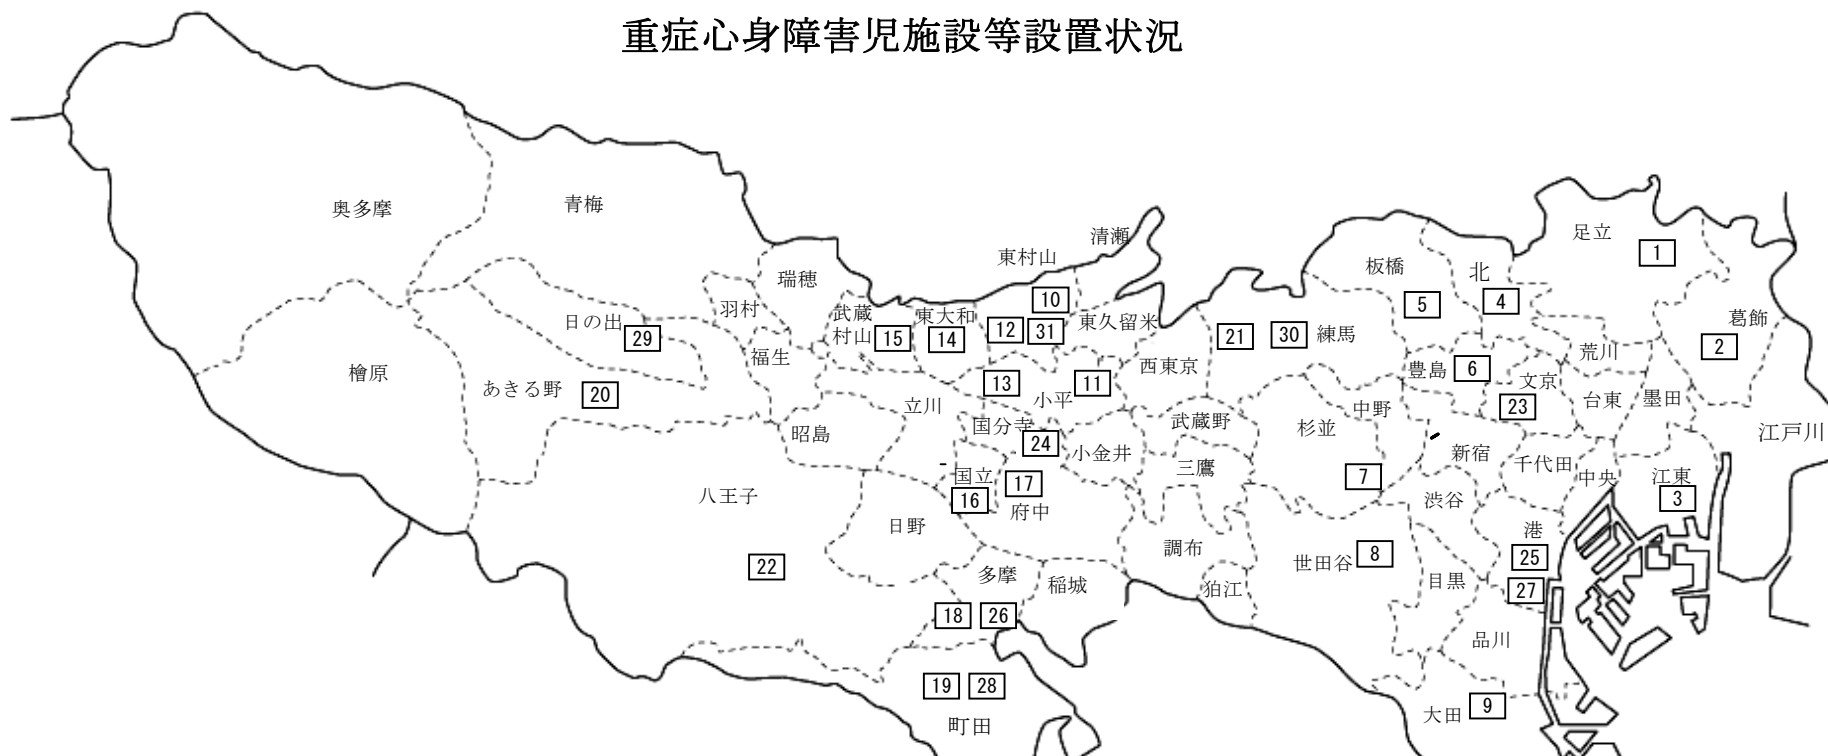 重症心身障害児施設等設置状況
奥多摩
青梅
瑞穂
東村山
清瀬
板橋
北
足立
1
羽村
日の出
29
武蔵
村山
15
東大和
14
12
10
31
東久留米
21
30
練馬
5
4
葛飾
2
檜原
あきる野
20
福生
立川
13
小平
11
西東京
豊島
6
文京
23
荒川
台東
墨田
江戸川
昭島
国分寺
24
小金井
武蔵野
三鷹
杉並
7
中野
新宿
千代田
中央
江東
3
八王子
22
日野
国立
16
17
府中
調布
狛江
世田谷
8
渋谷
目黒
港
25
27
多摩
18
26
稲城
品川
19
28
町田
大田
9